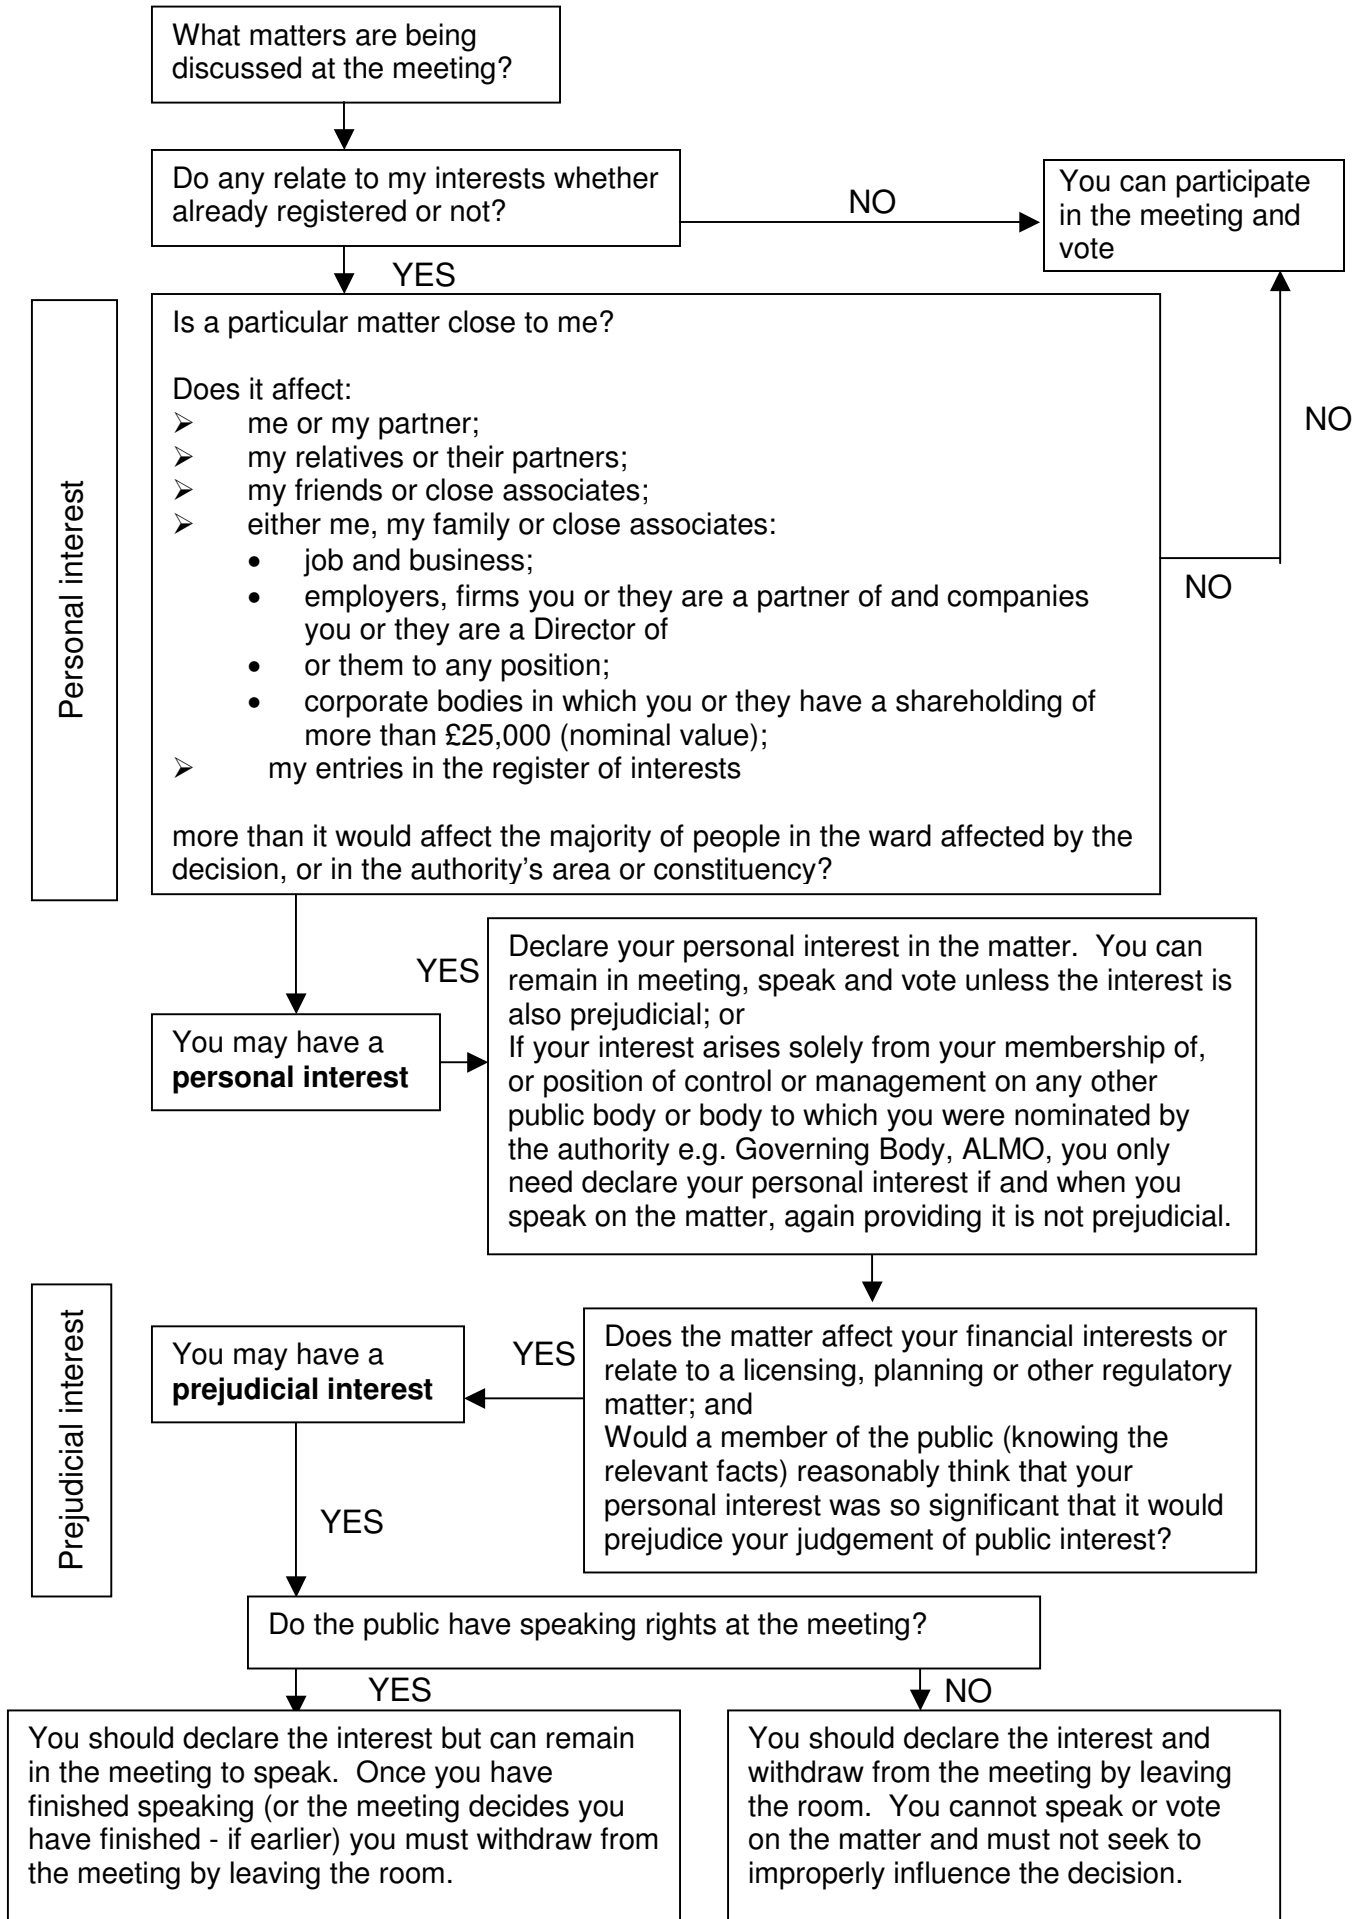 What matters are being
discussed at the meeting?
Do any relate to my interests whether
already registered or not?
NO
You can participate
in the meeting and
vote
YES
Personal interest
Is a particular matter close to me?
Does it affect:
➢ me or my partner;
➢ my relatives or their partners;
➢ my friends or close associates;
➢ either me, my family or close associates:
• job and business;
• employers, firms you or they are a partner of and companies
you or they are a Director of
• or them to any position;
• corporate bodies in which you or they have a shareholding of
more than £25,000 (nominal value);
➢ my entries in the register of interests
more than it would affect the majority of people in the ward affected by the
decision, or in the authority’s area or constituency?
NO
NO
You may have a
personal interest
YES
Declare your personal interest in the matter. You can
remain in meeting, speak and vote unless the interest is
also prejudicial; or
If your interest arises solely from your membership of,
or position of control or management on any other
public body or body to which you were nominated by
the authority e.g. Governing Body, ALMO, you only
need declare your personal interest if and when you
speak on the matter, again providing it is not prejudicial.
Prejudicial interest
You may have a
prejudicial interest
YES
Does the matter affect your financial interests or
relate to a licensing, planning or other regulatory
matter; and
Would a member of the public (knowing the
relevant facts) reasonably think that your
personal interest was so significant that it would
prejudice your judgement of public interest?
YES
Do the public have speaking rights at the meeting?
YES
NO
You should declare the interest but can remain
in the meeting to speak. Once you have
finished speaking (or the meeting decides you
have finished - if earlier) you must withdraw from
the meeting by leaving the room.
You should declare the interest and
withdraw from the meeting by leaving
the room. You cannot speak or vote
on the matter and must not seek to
improperly influence the decision.